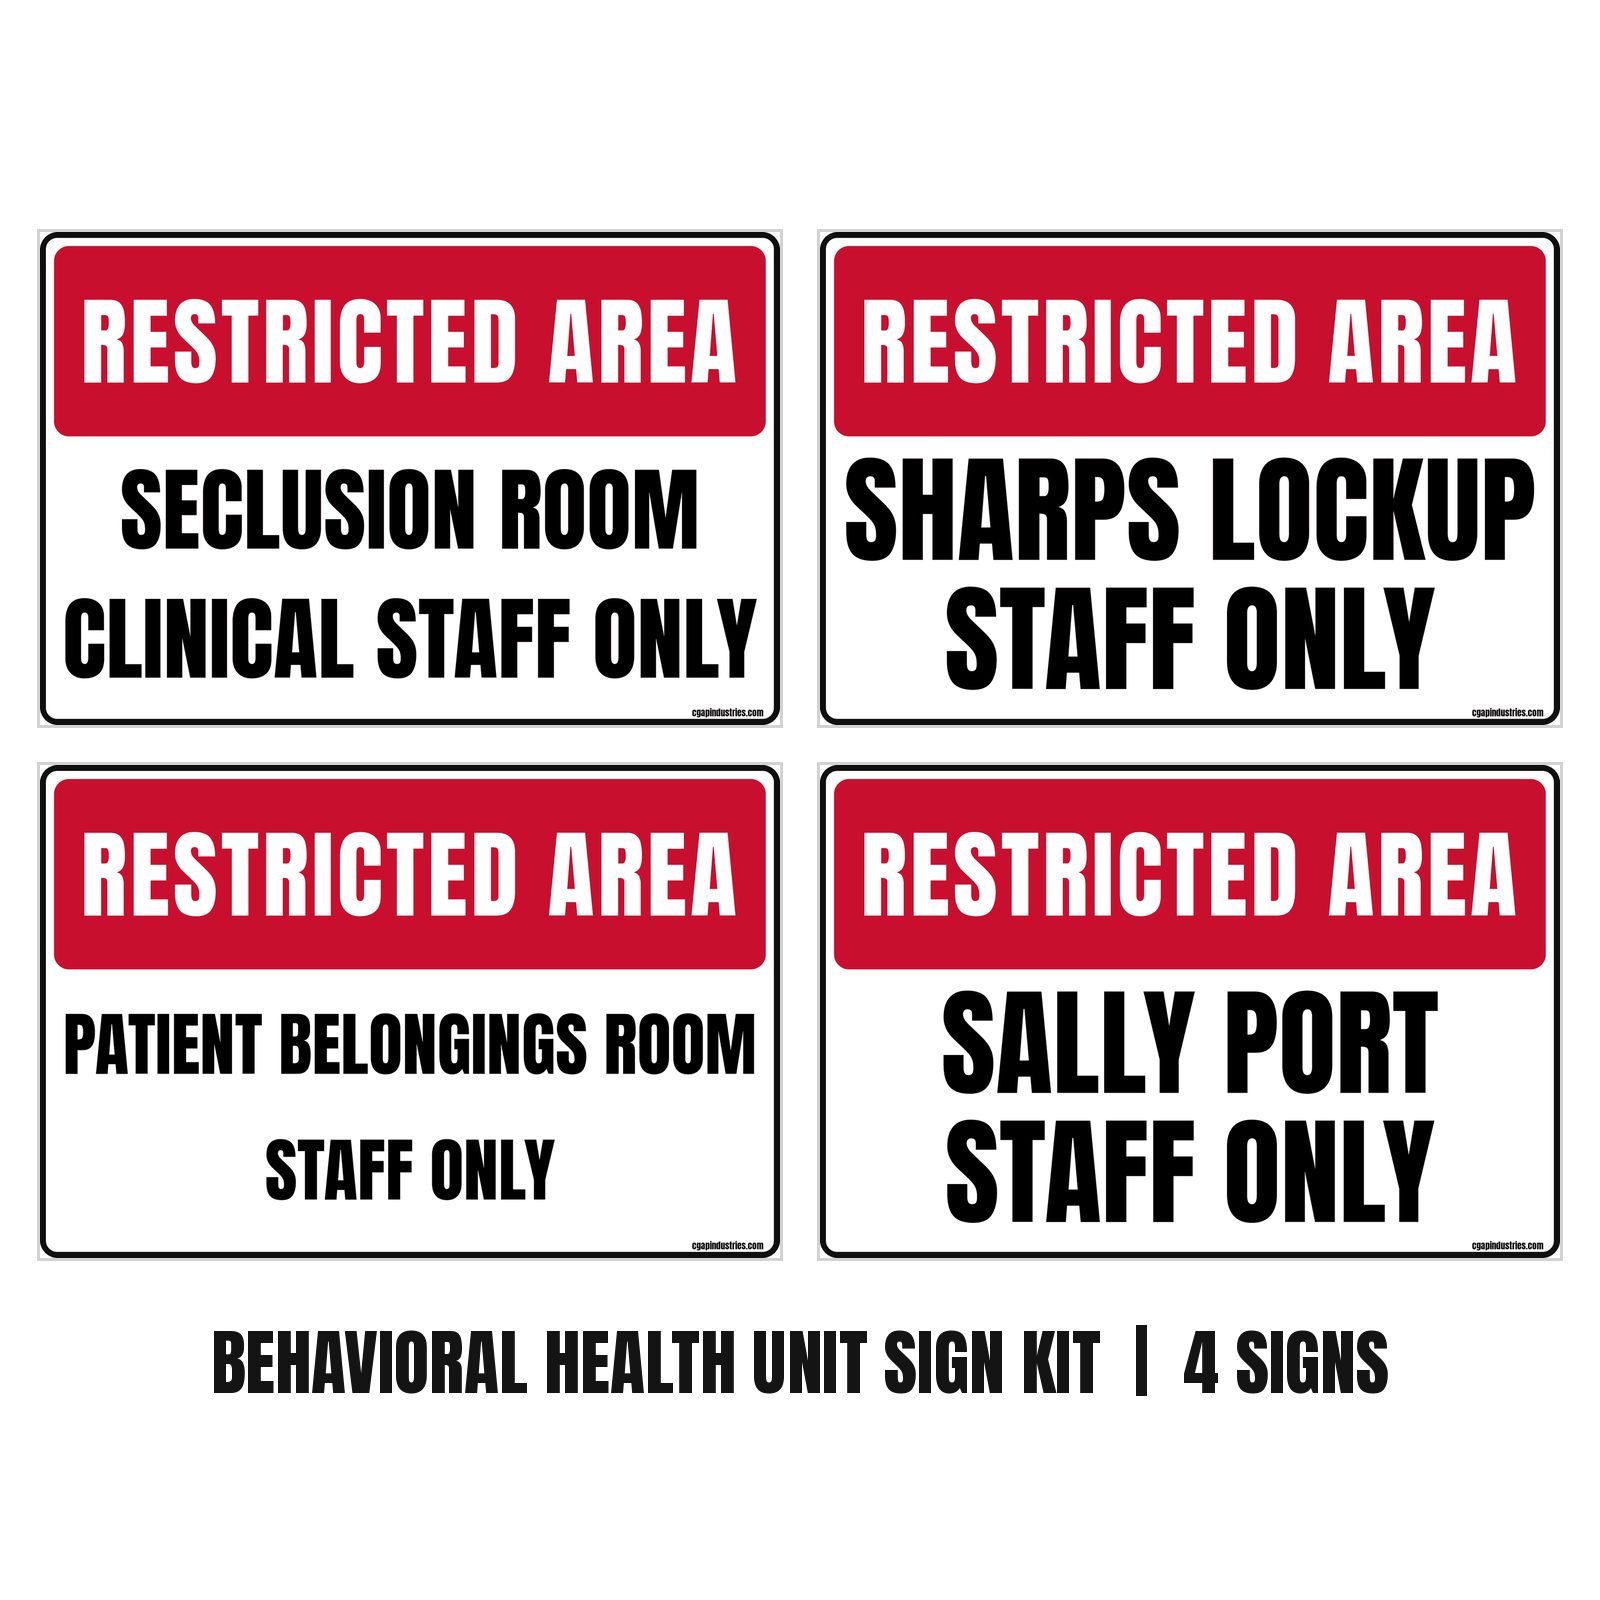 RESTRICTED AREA
SECLUSION ROOM
CLINICAL STAFF ONLY
cgapindustries.com
RESTRICTED AREA
SHARPS LOCKUP
STAFF ONLY
cgapindustries.com
RESTRICTED AREA
PATIENT BELONGINGS ROOM
STAFF ONLY
cgapindustries.com
RESTRICTED AREA
SALLY PORT
STAFF ONLY
cgapindustries.com
BEHAVIORAL HEALTH UNIT SIGN KIT | 4 SIGNS